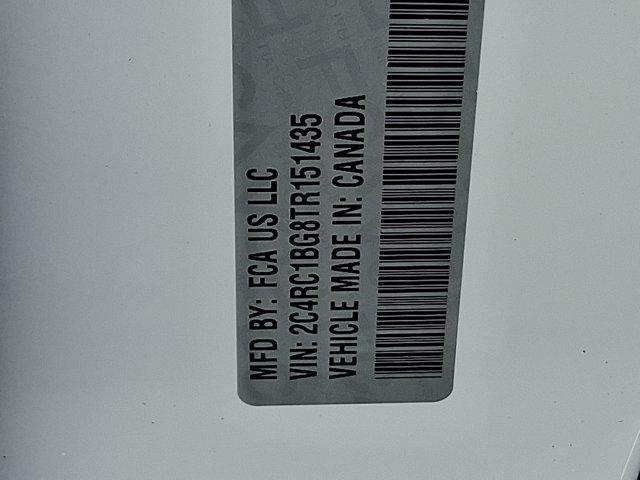 MFD BY: FCA US LLC
VIN: 2C4RC1BG8TR151435
VEHICLE MADE IN: CANADA